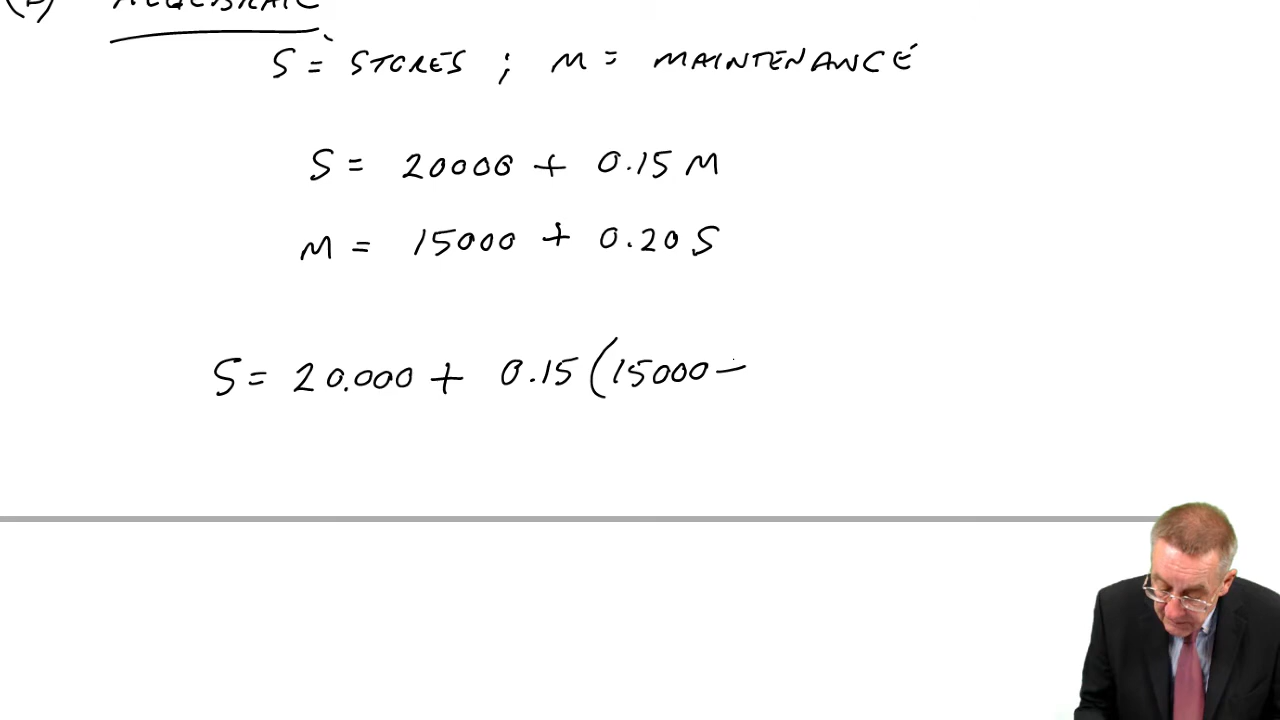 S = STORES ; M = MAINTENANCE
S = 20000 + 0.15 M
M = 15000 + 0.20 S
S = 20,000 + 0.15 (15000